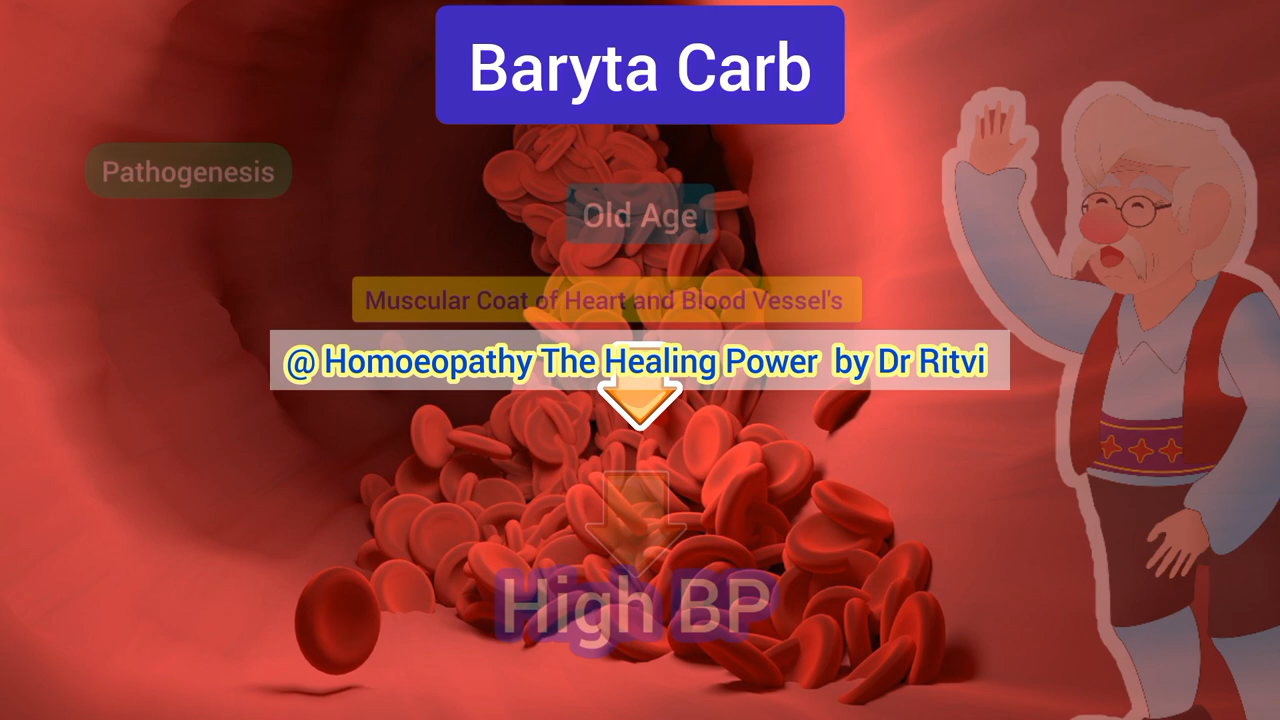 Baryta Carb
Pathogenesis
Old Age
Muscular Coat of Heart and Blood Vessel's
@ Homoeopathy The Healing Power by Dr Ritvi
High BP